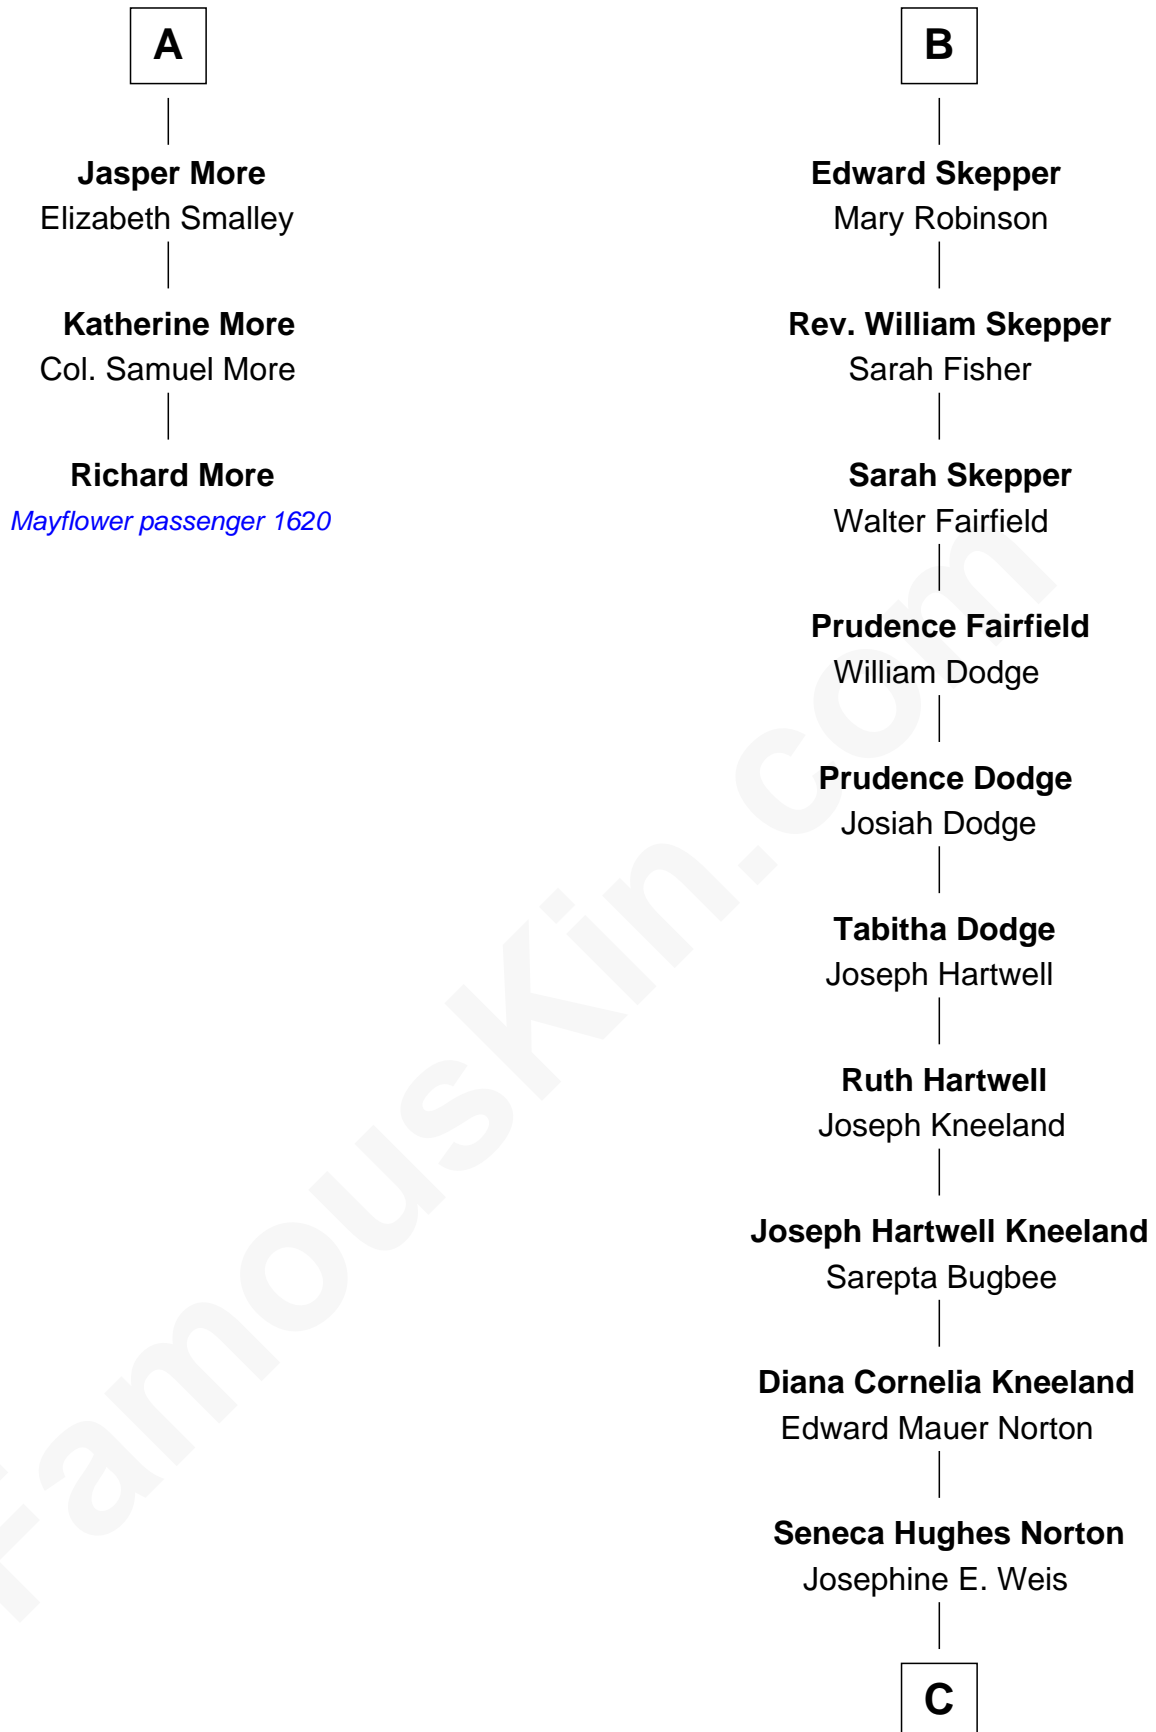 A
Jasper More
Elizabeth Smalley
Katherine More
Col. Samuel More
Richard More
Mayflower passenger 1620
B
Edward Skepper
Mary Robinson
Rev. William Skepper
Sarah Fisher
Sarah Skepper
Walter Fairfield
Prudence Fairfield
William Dodge
Prudence Dodge
Josiah Dodge
Tabitha Dodge
Joseph Hartwell
Ruth Hartwell
Joseph Kneeland
Joseph Hartwell Kneeland
Sarepta Bugbee
Diana Cornelia Kneeland
Edward Mauer Norton
Seneca Hughes Norton
Josephine E. Weis
C
FamousKin.com